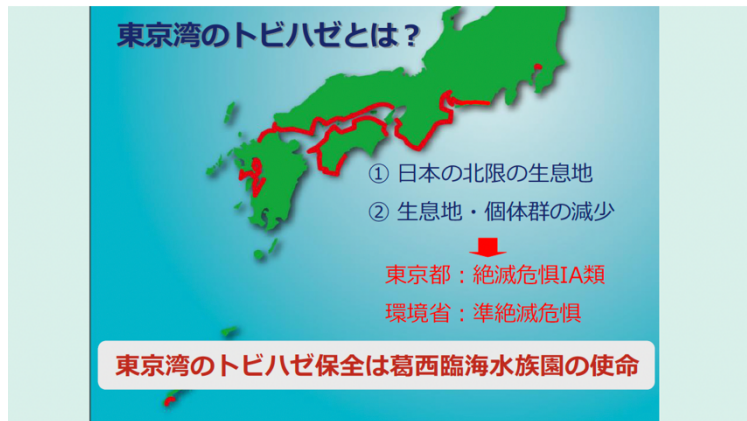 東京湾のトビハゼとは？
① 日本の北限の生息地
② 生息地・個体群の減少
東京都：絶滅危惧IA類
環境省：準絶滅危惧
東京湾のトビハゼ保全は葛西臨海水族園の使命